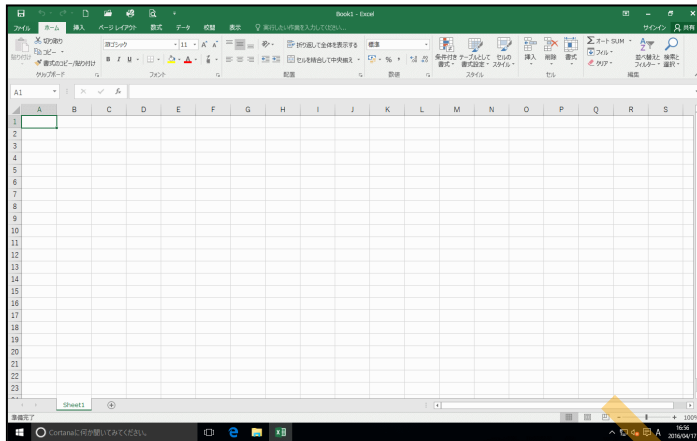 Book1 - Excel
ファイル ホーム 挿入 ページ レイアウト 数式 データ 校閲 表示 実行したい作業を入力してください... サインイン 共有
貼り付け 切り取り コピー 書式のコピー/貼り付け
游ゴシック 11 B I U A
折り返して全体を表示する セルを結合して中央揃え
標準 %
条件付き書式 テーブルとして書式設定 セルのスタイル
挿入 削除 書式
オート SUM フィル クリア 並べ替えとフィルター 検索と選択
クリップボード フォント 配置 数値 スタイル セル 編集
A1 fx
A B C D E F G H I J K L M N O P Q R S
1
2
3
4
5
6
7
8
9
10
11
12
13
14
15
16
17
18
19
20
21
22
23
Sheet1
準備完了 100%
Cortanaに何か聞いてみてください。 A 16:56
2016/04/17